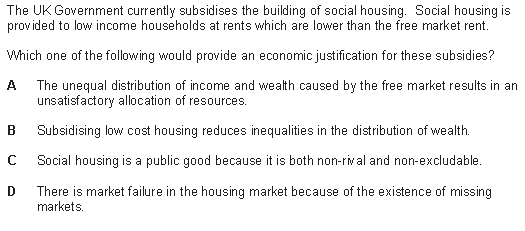 The UK Government currently subsidises the building of social housing. Social housing is
provided to low income households at rents which are lower than the free market rent.
Which one of the following would provide an economic justification for these subsidies?
A The unequal distribution of income and wealth caused by the free market results in an
unsatisfactory allocation of resources.
B Subsidising low cost housing reduces inequalities in the distribution of wealth.
C Social housing is a public good because it is both non-rival and non-excludable.
D There is market failure in the housing market because of the existence of missing
markets.